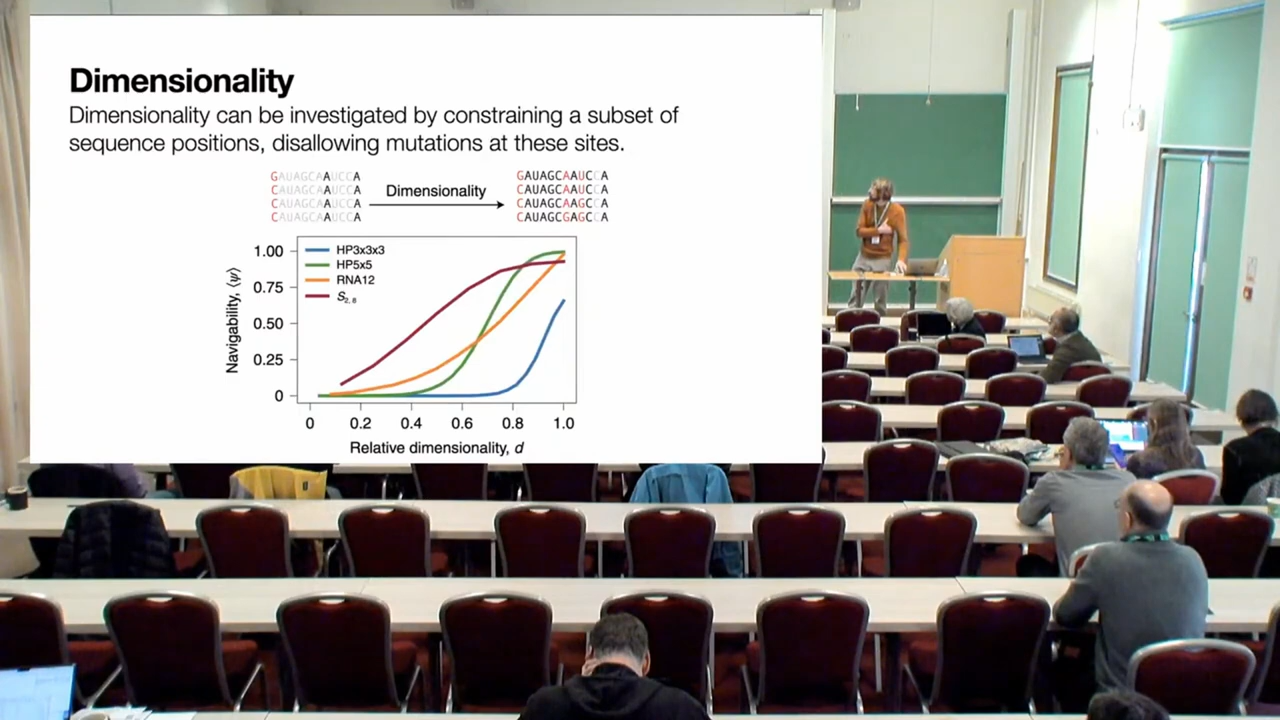 Dimensionality
Dimensionality can be investigated by constraining a subset of
sequence positions, disallowing mutations at these sites.
GAUAGCAAUCCA
CAUAGCAAUCCA
CAUAGCAAUCCA
CAUAGCAAUCCA
Dimensionality
GAUAGCAAUCCA
CAUAGCAAUCCA
CAUAGCAAGCCA
CAUAGCGAGCCA
HP3x3x3
HP5x5
RNA12
S2, 8
Navigability, ⟨ψ⟩
1.00
0.75
0.50
0.25
0
0 0.2 0.4 0.6 0.8 1.0
Relative dimensionality, d